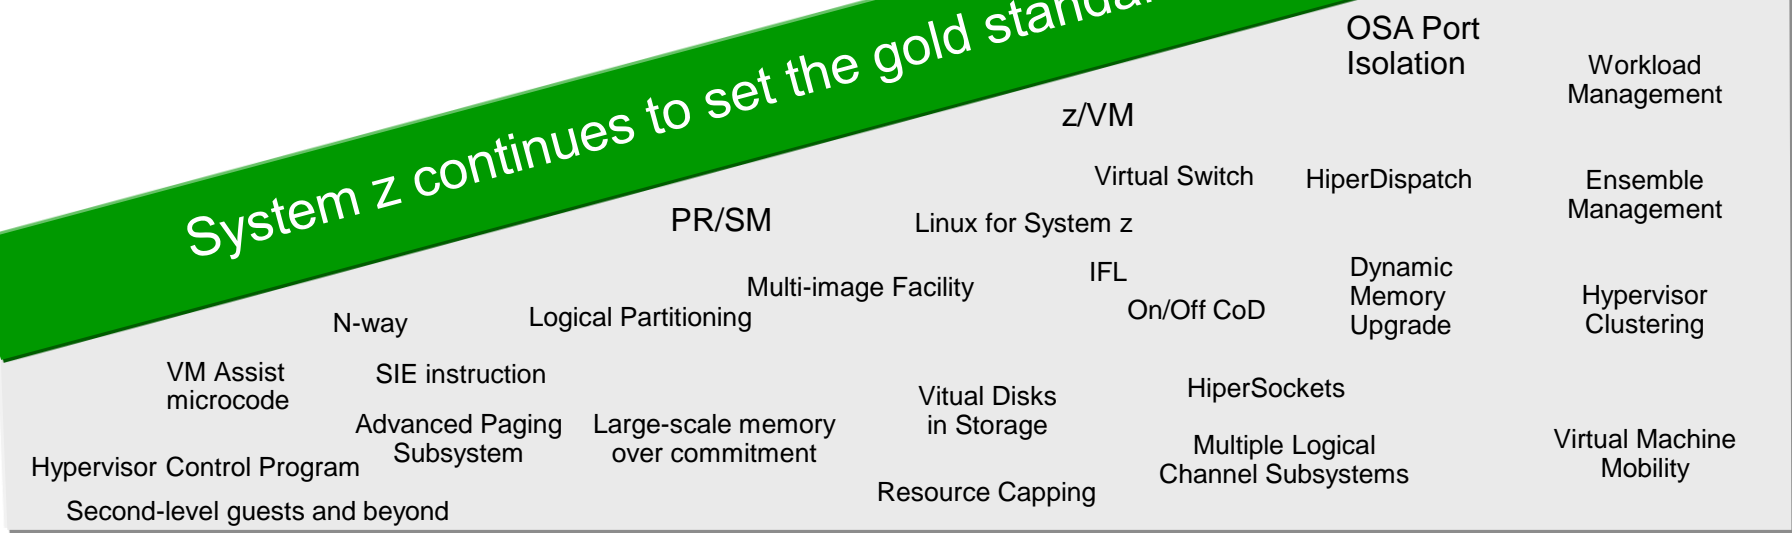 System z continues to set the gold
OSA Port
Isolation
Workload
Management
z/VM
Virtual Switch
HiperDispatch
Ensemble
Management
PR/SM
Linux for System z
IFL
Multi-image Facility
On/Off CoD
Dynamic
Memory
Upgrade
Hypervisor
Clustering
N-way
Logical Partitioning
VM Assist
microcode
SIE instruction
Vitual Disks
in Storage
HiperSockets
Advanced Paging
Subsystem
Large-scale memory
over commitment
Multiple Logical
Channel Subsystems
Virtual Machine
Mobility
Hypervisor Control Program
Resource Capping
Second-level guests and beyond